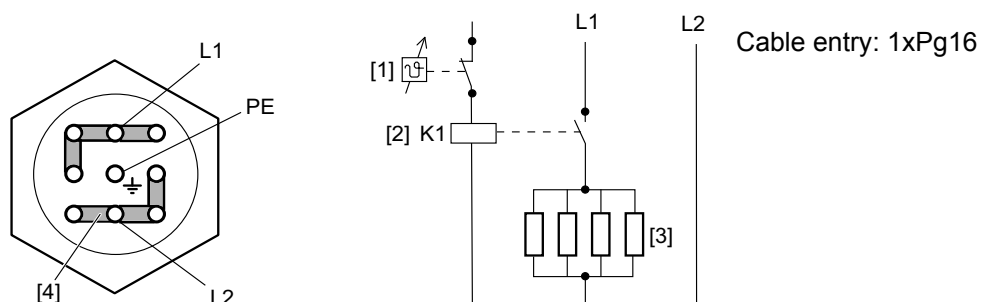 L1
PE
[4]
L2
[1]
ϑ
[2] K1
L1
[3]
L2
Cable entry: 1xPg16